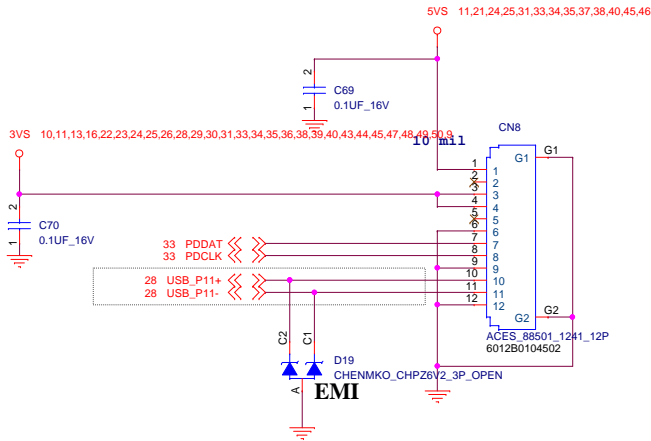 5VS 11,21,24,25,31,33,34,35,37,38,40,45,46
2
C69
1
0.1UF_16V
CN8
3VS 10,11,13,16,22,23,24,25,26,28,29,30,31,33,34,35,36,38,39,40,43,44,45,47,48,49,50,9
10 mil
G1
G1
1 1
2 2
3 3
4 4
5 5
6 6
7 7
8 8
9 9
10 10
11 11
12 12
2
C70
1
0.1UF_16V
33 PDDAT
33 PDCLK
28 USB_P11+
28 USB_P11-
G2
G2
ACES_88501_1241_12P
6012B0104502
C2
C1
D19
CHENMKO_CHPZ6V2_3P_OPEN
A
EMI